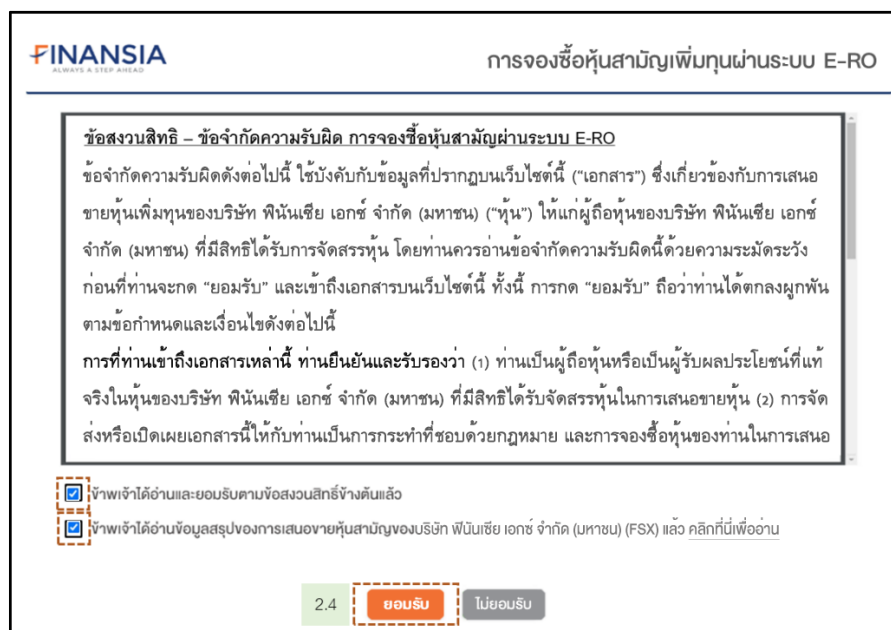 FINANSIA
ALWAYS A STEP AHEAD
การจองซื้อหุ้นสามัญเพิ่มทุนผ่านระบบ E-RO
ข้อสงวนสิทธิ – ข้อจำกัดความรับผิด การจองซื้อหุ้นสามัญผ่านระบบ E-RO
ข้อจำกัดความรับผิดดังต่อไปนี้ ใช้บังคับกับข้อมูลที่ปรากฏบนเว็บไซต์นี้ (“เอกสาร”) ซึ่งเกี่ยวข้องกับการเสนอ
ขายหุ้นเพิ่มทุนของบริษัท ฟินันเซีย เอกซ์ จำกัด (มหาชน) (“หุ้น”) ให้แก่ผู้ถือหุ้นของบริษัท ฟินันเซีย เอกซ์
จำกัด (มหาชน) ที่มีสิทธิได้รับการจัดสรรหุ้น โดยท่านควรอ่านข้อจำกัดความรับผิดนี้ด้วยความระมัดระวัง
ก่อนที่ท่านจะกด “ยอมรับ” และเข้าถึงเอกสารบนเว็บไซต์นี้ ทั้งนี้ การกด “ยอมรับ” ถือว่าท่านได้ตกลงผูกพัน
ตามข้อกำหนดและเงื่อนไขดังต่อไปนี้
การที่ท่านเข้าถึงเอกสารเหล่านี้ ท่านยืนยันและรับรองว่า (1) ท่านเป็นผู้ถือหุ้นหรือเป็นผู้รับผลประโยชน์ที่แท้
จริงในหุ้นของบริษัท ฟินันเซีย เอกซ์ จำกัด (มหาชน) ที่มีสิทธิได้รับจัดสรรหุ้นในการเสนอขายหุ้น (2) การจัด
ส่งหรือเปิดเผยเอกสารนี้ให้กับท่านเป็นการกระทำที่ชอบด้วยกฎหมาย และการจองซื้อหุ้นของท่านในการเสนอ
ข้าพเจ้าได้อ่านและยอมรับตามข้อสงวนสิทธิ์ข้างต้นแล้ว
ข้าพเจ้าได้อ่านข้อมูลสรุปของการเสนอขายหุ้นสามัญของบริษัท ฟินันเซีย เอกซ์ จำกัด (มหาชน) (FSX) แล้ว คลิกที่นี่เพื่ออ่าน
2.4 ยอมรับ ไม่ยอมรับ